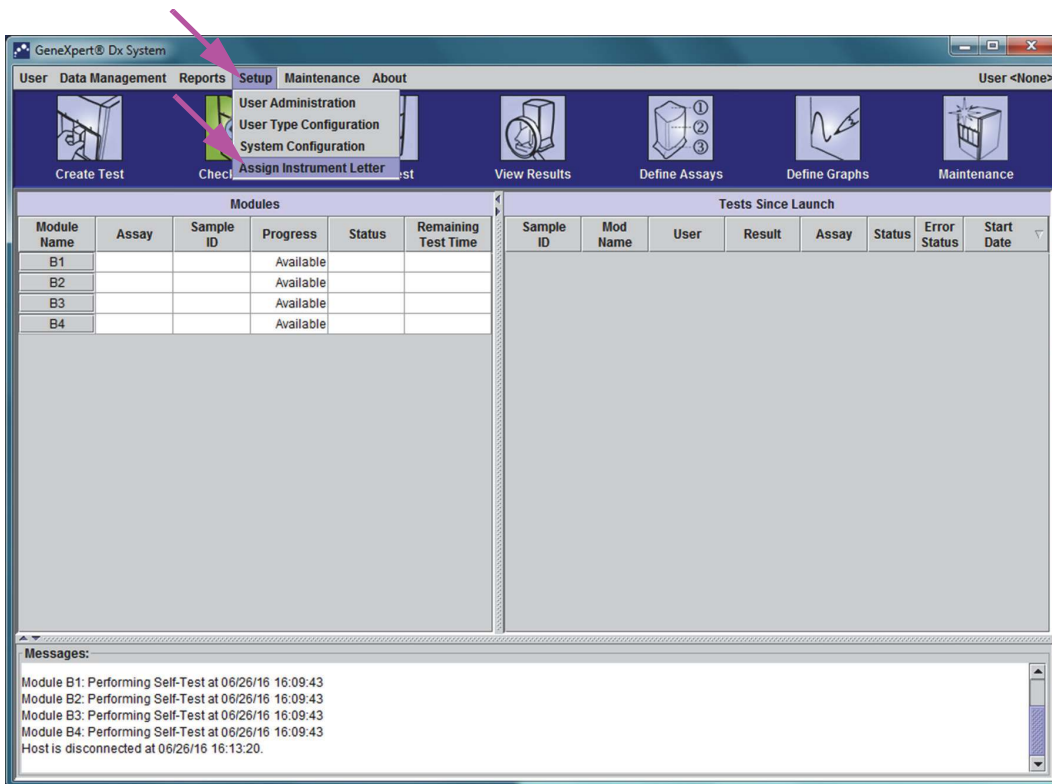 GeneXpert® Dx System
User Data Management Reports Setup Maintenance About User <None>
User Administration
User Type Configuration
System Configuration
Assign Instrument Letter
Create Test
View Results
Define Assays
Define Graphs
Maintenance
Modules
Module Name Assay Sample ID Progress Status Remaining Test Time
B1 Available
B2 Available
B3 Available
B4 Available
Tests Since Launch
Sample ID Mod Name User Result Assay Status Error Status Start Date
Messages:
Module B1: Performing Self-Test at 06/26/16 16:09:43
Module B2: Performing Self-Test at 06/26/16 16:09:43
Module B3: Performing Self-Test at 06/26/16 16:09:43
Module B4: Performing Self-Test at 06/26/16 16:09:43
Host is disconnected at 06/26/16 16:13:20.